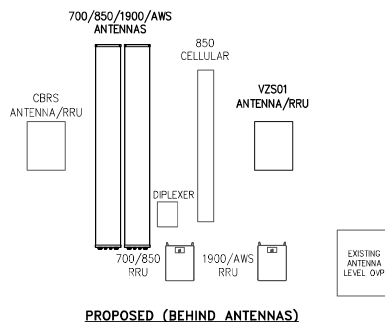 700/850/1900/AWS
ANTENNAS
850
CELLULAR
CBRS
ANTENNA/RRU
VZS01
ANTENNA/RRU
DIPLEXER
700/850
RRU
1900/AWS
RRU
EXISTING
ANTENNA
LEVEL OVP
PROPOSED (BEHIND ANTENNAS)